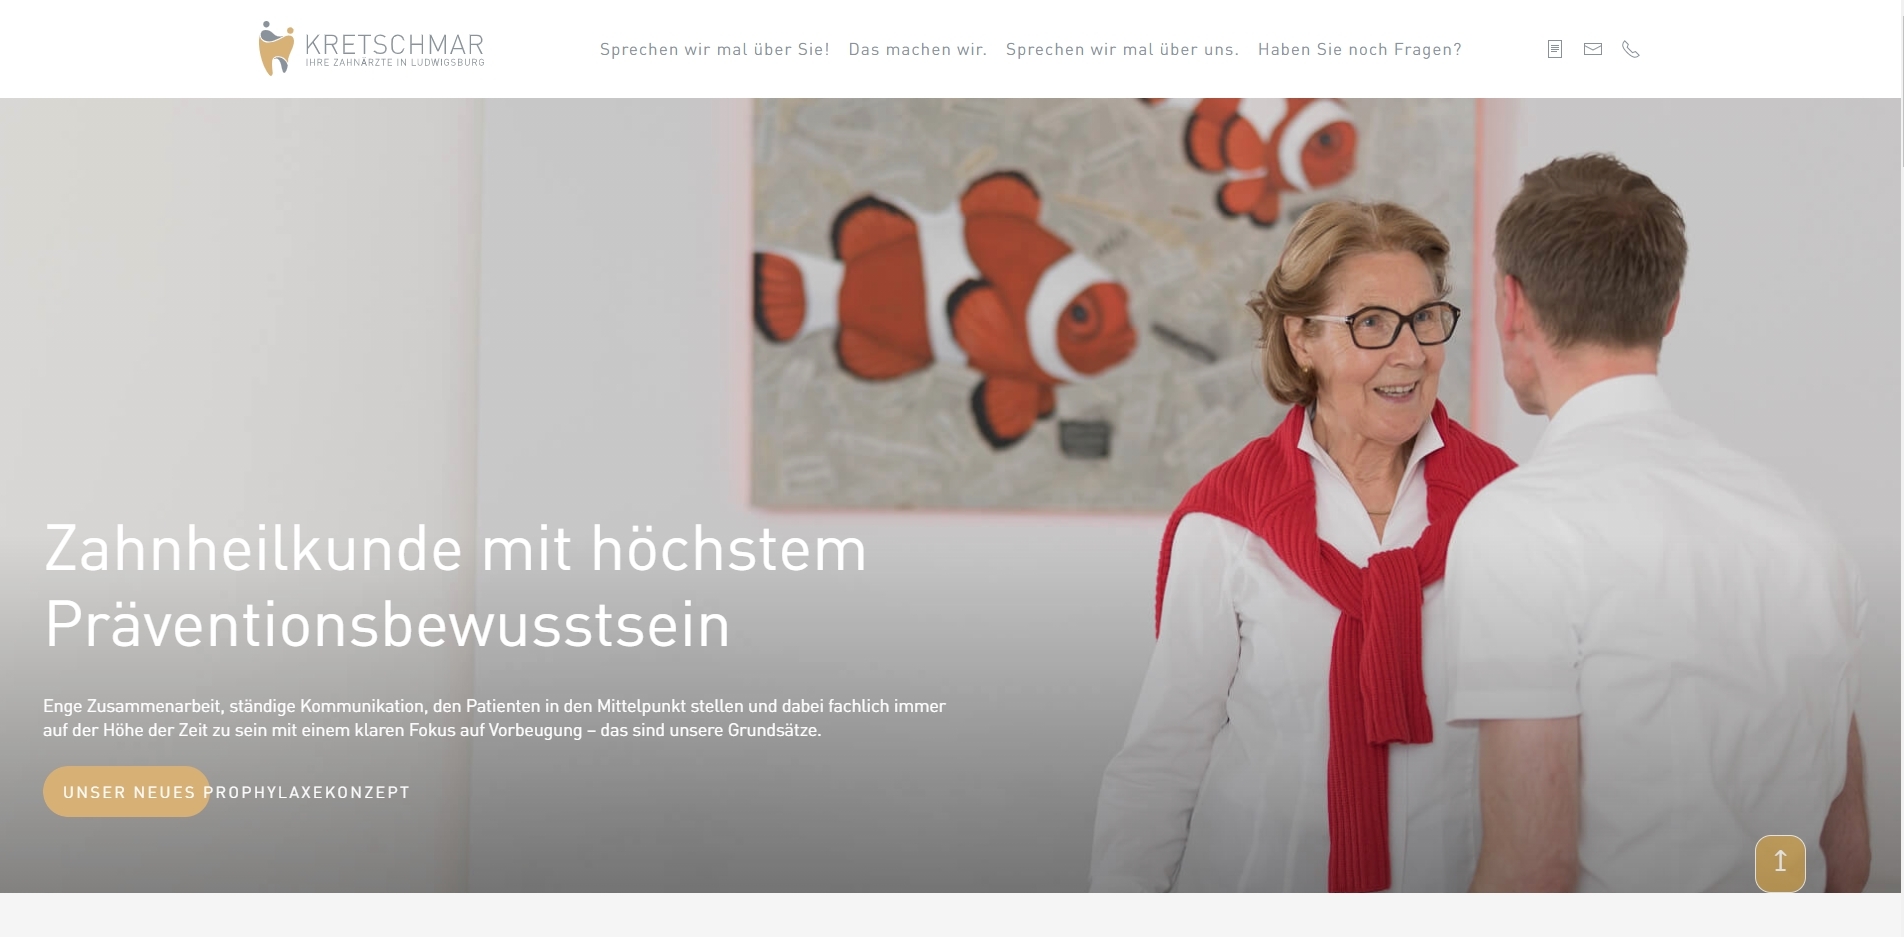 KRETSCHMAR
IHRE ZAHNÄRZTE IN LUDWIGSBURG
Sprechen wir mal über Sie!
Das machen wir.
Sprechen wir mal über uns.
Haben Sie noch Fragen?
Zahnheilkunde mit höchstem
Präventionsbewusstsein
Enge Zusammenarbeit, ständige Kommunikation, den Patienten in den Mittelpunkt stellen und dabei fachlich immer
auf der Höhe der Zeit zu sein mit einem klaren Fokus auf Vorbeugung – das sind unsere Grundsätze.
UNSER NEUES PROPHYLAXEKONZEPT